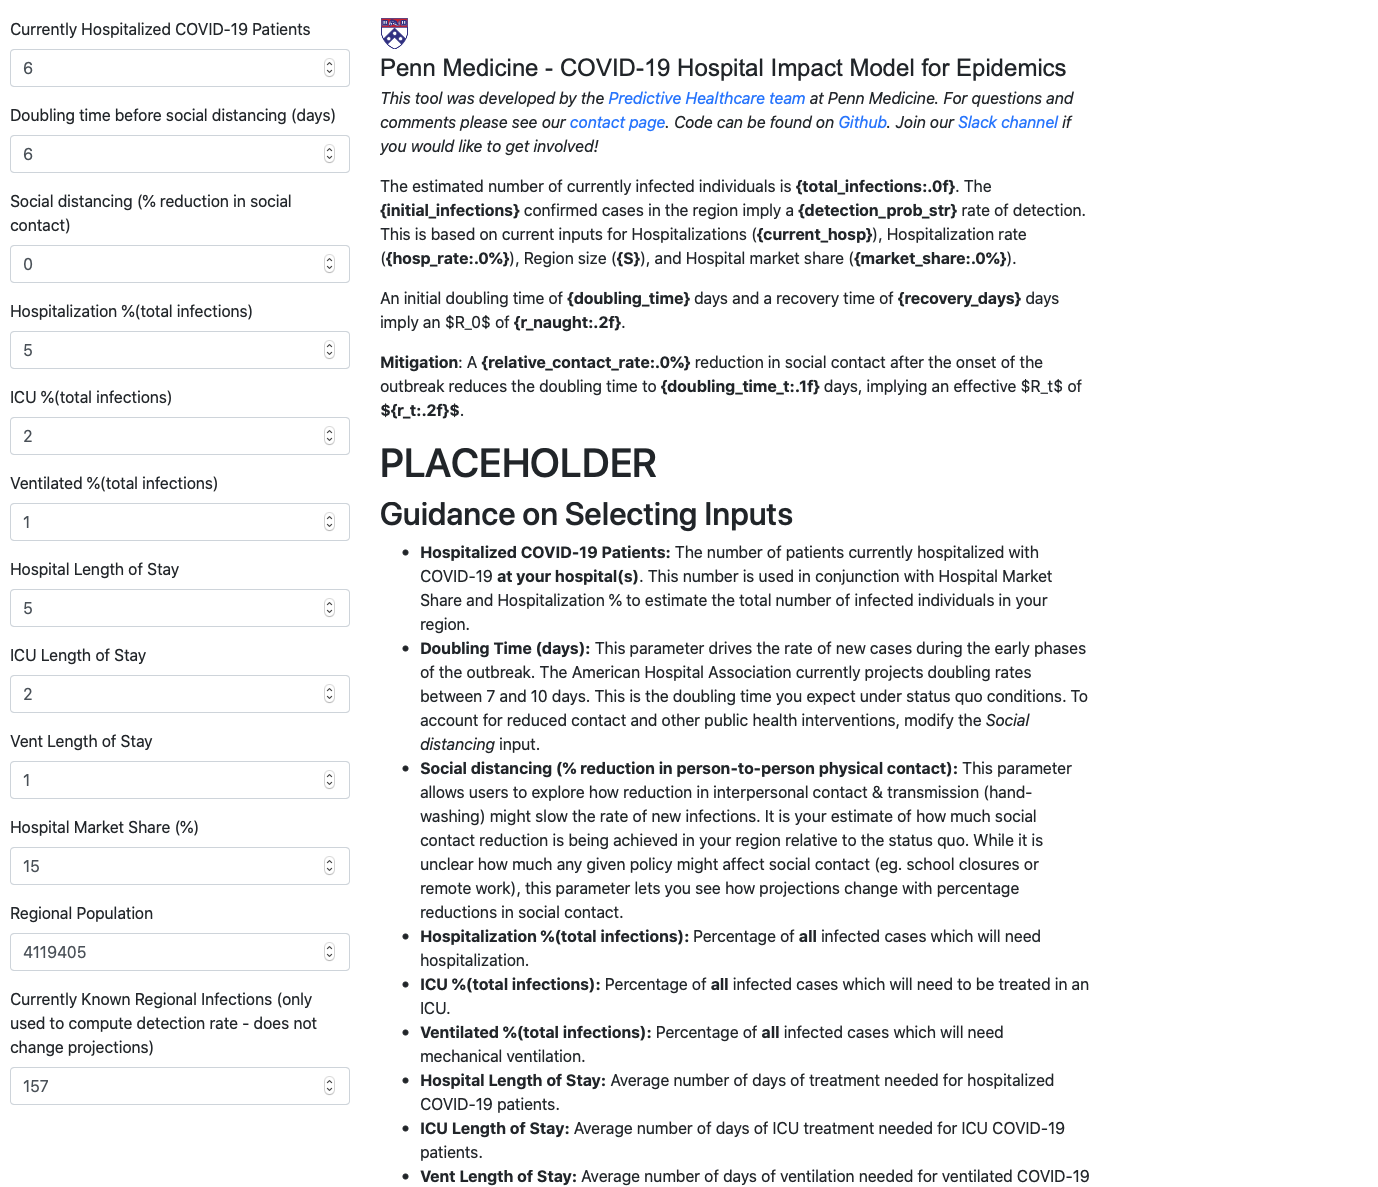 Currently Hospitalized COVID-19 Patients
6
Doubling time before social distancing (days)
6
Social distancing (% reduction in social
contact)
0
Hospitalization %(total infections)
5
ICU %(total infections)
2
Ventilated %(total infections)
1
Hospital Length of Stay
5
ICU Length of Stay
2
Vent Length of Stay
1
Hospital Market Share (%)
15
Regional Population
4119405
Currently Known Regional Infections (only
used to compute detection rate - does not
change projections)
157
Penn Medicine - COVID-19 Hospital Impact Model for Epidemics
This tool was developed by the Predictive Healthcare team at Penn Medicine. For questions and
comments please see our contact page. Code can be found on Github. Join our Slack channel if
you would like to get involved!
The estimated number of currently infected individuals is {total_infections:.0f}. The
{initial_infections} confirmed cases in the region imply a {detection_prob_str} rate of detection.
This is based on current inputs for Hospitalizations ({current_hosp}), Hospitalization rate
({hosp_rate:.0%}), Region size ({S}), and Hospital market share ({market_share:.0%}).
An initial doubling time of {doubling_time} days and a recovery time of {recovery_days} days
imply an $R_0$ of {r_naught:.2f}.
Mitigation: A {relative_contact_rate:.0%} reduction in social contact after the onset of the
outbreak reduces the doubling time to {doubling_time_t:.1f} days, implying an effective $R_t$ of
${r_t:.2f}$.
PLACEHOLDER
Guidance on Selecting Inputs
• Hospitalized COVID-19 Patients: The number of patients currently hospitalized with
COVID-19 at your hospital(s). This number is used in conjunction with Hospital Market
Share and Hospitalization % to estimate the total number of infected individuals in your
region.
• Doubling Time (days): This parameter drives the rate of new cases during the early phases
of the outbreak. The American Hospital Association currently projects doubling rates
between 7 and 10 days. This is the doubling time you expect under status quo conditions. To
account for reduced contact and other public health interventions, modify the Social
distancing input.
• Social distancing (% reduction in person-to-person physical contact): This parameter
allows users to explore how reduction in interpersonal contact & transmission (hand-
washing) might slow the rate of new infections. It is your estimate of how much social
contact reduction is being achieved in your region relative to the status quo. While it is
unclear how much any given policy might affect social contact (eg. school closures or
remote work), this parameter lets you see how projections change with percentage
reductions in social contact.
• Hospitalization %(total infections): Percentage of all infected cases which will need
hospitalization.
• ICU %(total infections): Percentage of all infected cases which will need to be treated in an
ICU.
• Ventilated %(total infections): Percentage of all infected cases which will need
mechanical ventilation.
• Hospital Length of Stay: Average number of days of treatment needed for hospitalized
COVID-19 patients.
• ICU Length of Stay: Average number of days of ICU treatment needed for ICU COVID-19
patients.
• Vent Length of Stay: Average number of days of ventilation needed for ventilated COVID-19